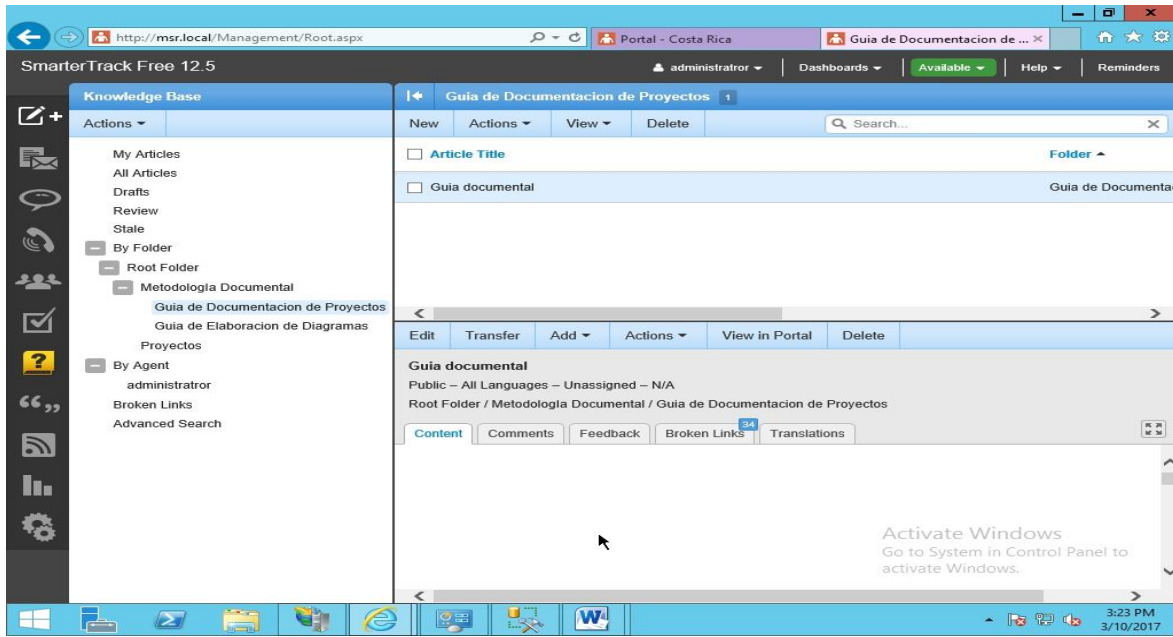 http://msr.local/Management/Root.aspx
Portal - Costa Rica
Guia de Documentacion de ...
SmarterTrack Free 12.5
administratror
Dashboards
Available
Help
Reminders
Knowledge Base
Guia de Documentacion de Proyectos 1
Actions
New Actions View Delete
Search...
My Articles
All Articles
Drafts
Review
Stale
By Folder
Root Folder
Metodologla Documental
Guia de Documentacion de Proyectos
Guia de Elaboracion de Diagramas
Proyectos
By Agent
administratror
Broken Links
Advanced Search
Article Title Folder
Guia documental Guia de Documenta
Edit Transfer Add Actions View in Portal Delete
Guia documental
Public – All Languages – Unassigned – N/A
Root Folder / Metodologla Documental / Guia de Documentacion de Proyectos
Content Comments Feedback Broken Links 34 Translations
Activate Windows
Go to System in Control Panel to
activate Windows.
3:23 PM
3/10/2017